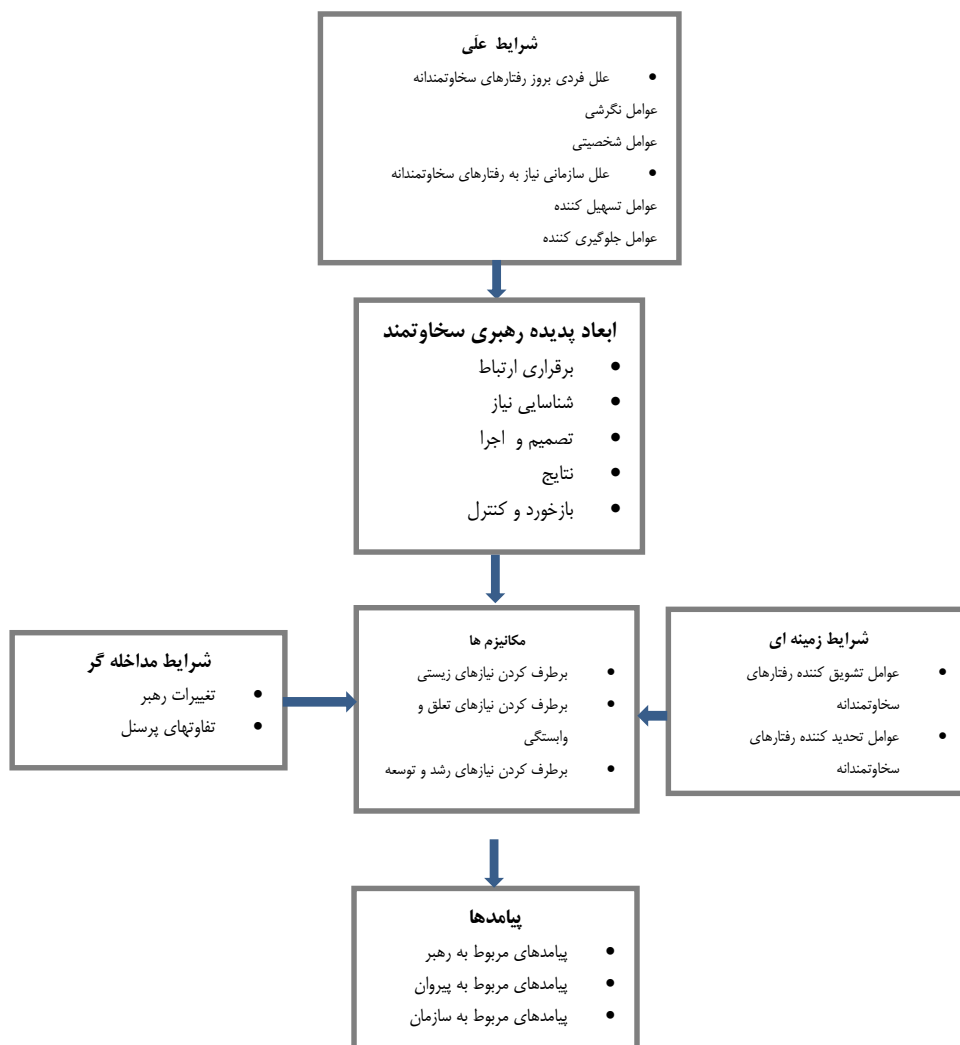 شرایط علّی
• علل فردی بروز رفتارهای سخاوتمندانه
عوامل نگرشی
عوامل شخصیتی
• علل سازمانی نیاز به رفتارهای سخاوتمندانه
عوامل تسهیل کننده
عوامل جلوگیری کننده
ابعاد پدیده رهبری سخاوتمند
• برقراری ارتباط
• شناسایی نیاز
• تصمیم و اجرا
• نتایج
• بازخورد و کنترل
شرایط زمینه ای
• عوامل تشویق کننده رفتارهای
سخاوتمندانه
• عوامل تحدید کننده رفتارهای
سخاوتمندانه
مکانیزم ها
• برطرف کردن نیازهای زیستی
• برطرف کردن نیازهای تعلق و
وابستگی
• برطرف کردن نیازهای رشد و توسعه
شرایط مداخله گر
• تغییرات رهبر
• تفاوتهای پرسنل
پیامدها
• پیامدهای مربوط به رهبر
• پیامدهای مربوط به پیروان
• پیامدهای مربوط به سازمان